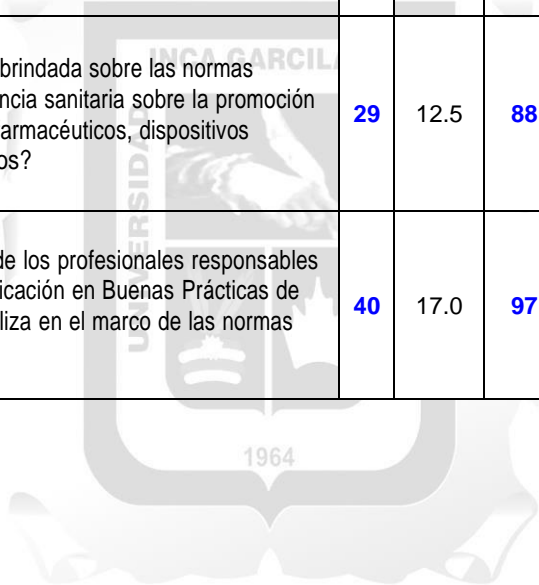 INCA GARCIL
UNIVERSIDAD
brindada sobre las normas
ncia sanitaria sobre la promoción
armacéuticos, dispositivos
os?
29 12.5 88
de los profesionales responsables
icación en Buenas Prácticas de
liza en el marco de las normas
40 17.0 97
1964